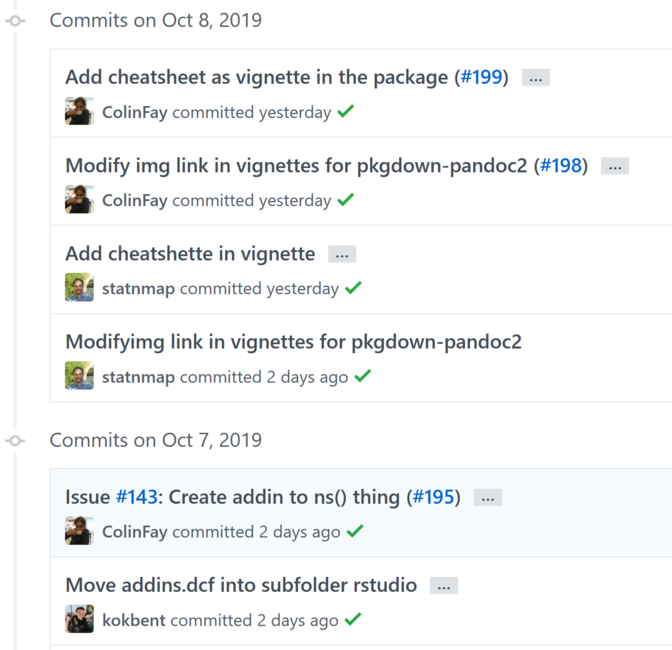 Commits on Oct 8, 2019
Add cheatsheet as vignette in the package (#199) ...
ColinFay committed yesterday
Modify img link in vignettes for pkgdown-pandoc2 (#198) ...
ColinFay committed yesterday
Add cheatshette in vignette ...
statnmap committed yesterday
Modifyimg link in vignettes for pkgdown-pandoc2
statnmap committed 2 days ago
Commits on Oct 7, 2019
Issue #143: Create addin to ns() thing (#195) ...
ColinFay committed 2 days ago
Move addins.dcf into subfolder rstudio ...
kokbent committed 2 days ago